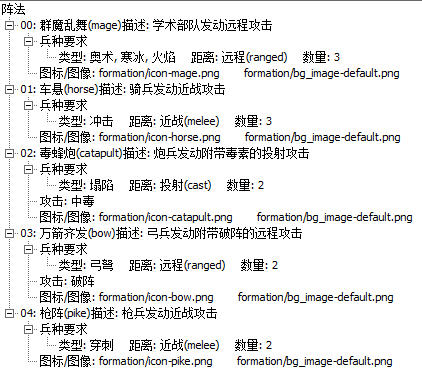 阵法
00: 群魔乱舞(mage)描述: 学术部队发动远程攻击
兵种要求
类型: 奥术, 寒冰, 火焰 距离: 远程(ranged) 数量: 3
图标/图像: formation/icon-mage.png formation/bg_image-default.png
01: 车悬(horse)描述: 骑兵发动近战攻击
兵种要求
类型: 冲击 距离: 近战(melee) 数量: 3
图标/图像: formation/icon-horse.png formation/bg_image-default.png
02: 毒蜂炮(catapult)描述: 炮兵发动附带毒素的投射攻击
兵种要求
类型: 塌陷 距离: 投射(cast) 数量: 2
攻击: 中毒
图标/图像: formation/icon-catapult.png formation/bg_image-default.png
03: 万箭齐发(bow)描述: 弓兵发动附带破阵的远程攻击
兵种要求
类型: 弓弩 距离: 远程(ranged) 数量: 2
攻击: 破阵
图标/图像: formation/icon-bow.png formation/bg_image-default.png
04: 枪阵(pike)描述: 枪兵发动近战攻击
兵种要求
类型: 穿刺 距离: 近战(melee) 数量: 2
图标/图像: formation/icon-pike.png formation/bg_image-default.png